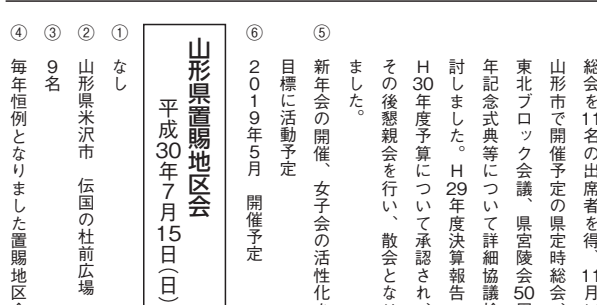 総会を11名の出席者を得、11月に
山形市で開催予定の県定時総会、
東北ブロック会議、県宮陵会50周
年記念式典等について詳細協議検
討しました。H29年度決算報告
H30年度予算について承認され、
その後懇親会を行い、散会となり
ました。
⑤ 新年会の開催、女子会の活性化を
目標に活動予定
⑥ 2019年5月 開催予定
山形県置賜地区会
平成30年7月15日(日)
① なし
② 山形県米沢市 伝国の杜前広場
③ 9名
④ 毎年恒例となりました置賜地区会